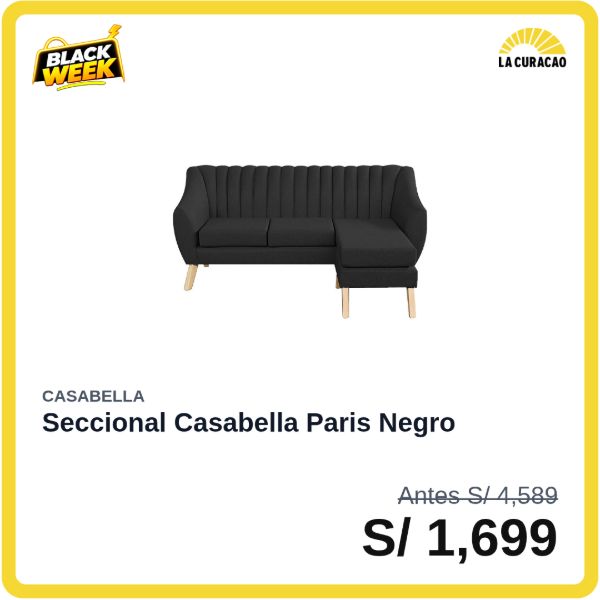 BLACK
WEEK
LA CURACAO
CASABELLA
Seccional Casabella Paris Negro
Antes S/ 4,589
S/ 1,699